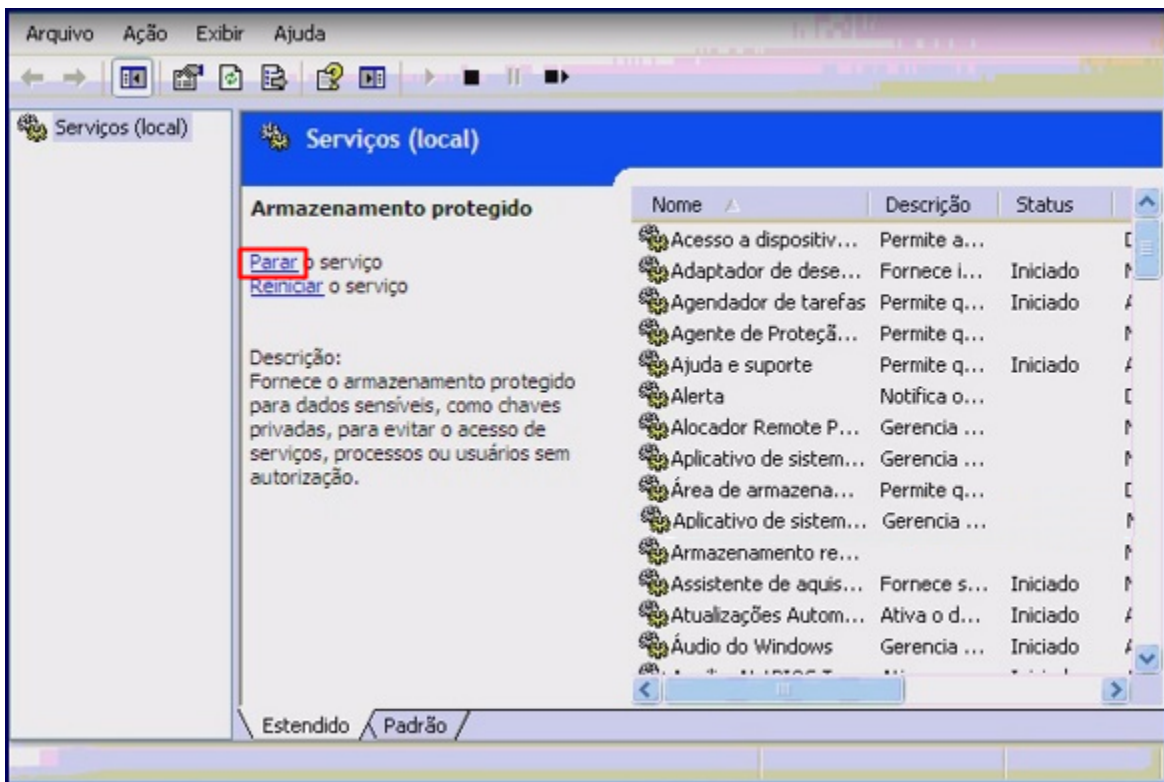 Arquivo Ação Exibir Ajuda
Serviços (local)
Serviços (local)
Armazenamento protegido
Parar o serviço
Reiniciar o serviço
Descrição:
Fornece o armazenamento protegido
para dados sensíveis, como chaves
privadas, para evitar o acesso de
serviços, processos ou usuários sem
autorização.
Nome Descrição Status
Acesso a dispositiv... Permite a...
Adaptador de dese... Fornece i... Iniciado
Agendador de tarefas Permite q... Iniciado
Agente de Proteçã... Permite q...
Ajuda e suporte Permite q... Iniciado
Alerta Notifica o...
Alocador Remote P... Gerencia ...
Aplicativo de sistem... Gerencia ...
Área de armazena... Permite q...
Aplicativo de sistem... Gerencia ...
Armazenamento re...
Assistente de aquis... Fornece s... Iniciado
Atualizações Autom... Ativa o d... Iniciado
Áudio do Windows Gerencia ... Iniciado
Estendido Padrão